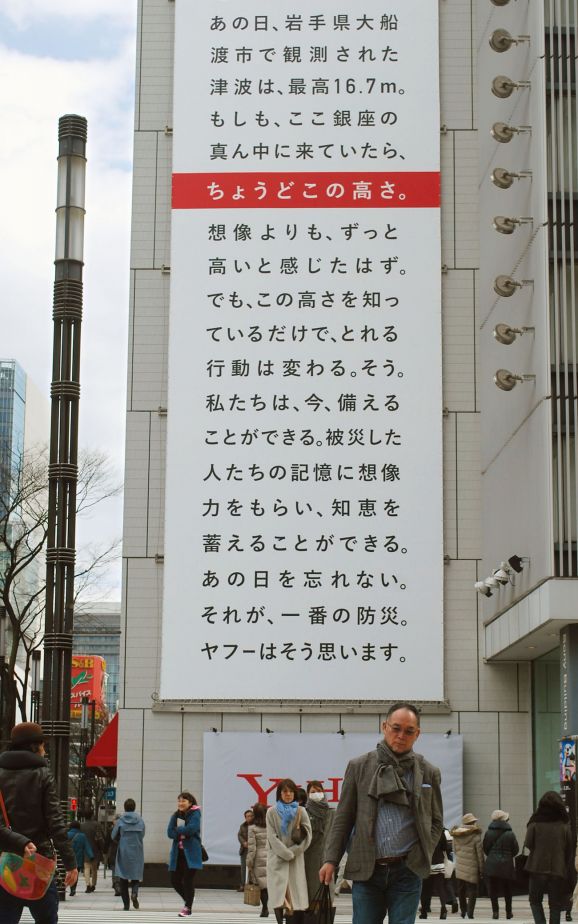 あの日、岩手県大船
渡市で観測された
津波は、最高16.7m。
もしも、ここ銀座の
真ん中に来ていたら、
ちょうどこの高さ。
想像よりも、ずっと
高いと感じたはず。
でも、この高さを知っ
ているだけで、とれる
行動は変わる。そう。
私たちは、今、備える
ことができる。被災した
人たちの記憶に想像
力をもらい、知恵を
蓄えることができる。
あの日を忘れない。
それが、一番の防災。
ヤフーはそう思います。
S&B
スパイス
Sony Building